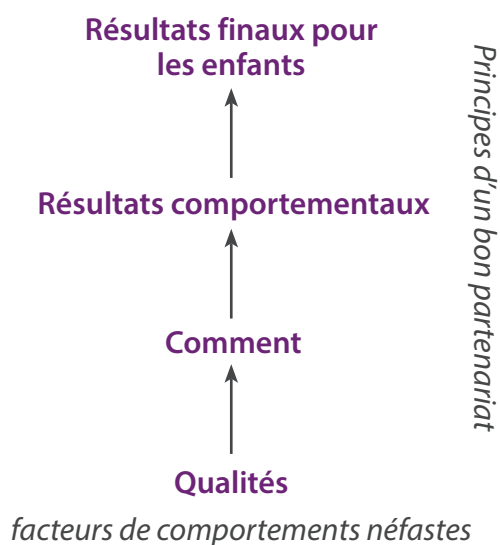 Résultats finaux pour
les enfants
Résultats comportementaux
Comment
Qualités
facteurs de comportements néfastes
Principes d'un bon partenariat